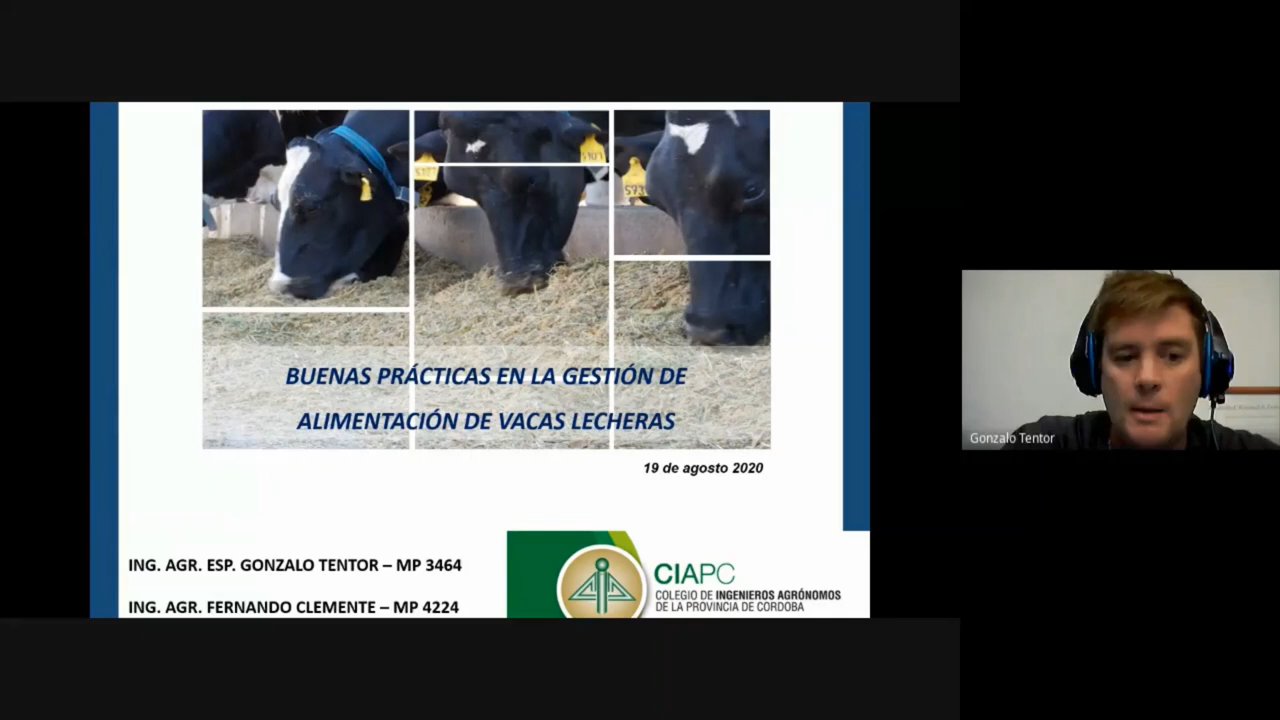 BUENAS PRÁCTICAS EN LA GESTIÓN DE
ALIMENTACIÓN DE VACAS LECHERAS
19 de agosto 2020
ING. AGR. ESP. GONZALO TENTOR – MP 3464
ING. AGR. FERNANDO CLEMENTE – MP 4224
CIAPC
COLEGIO DE INGENIEROS AGRÓNOMOS
DE LA PROVINCIA DE CORDOBA
Gonzalo Tentor